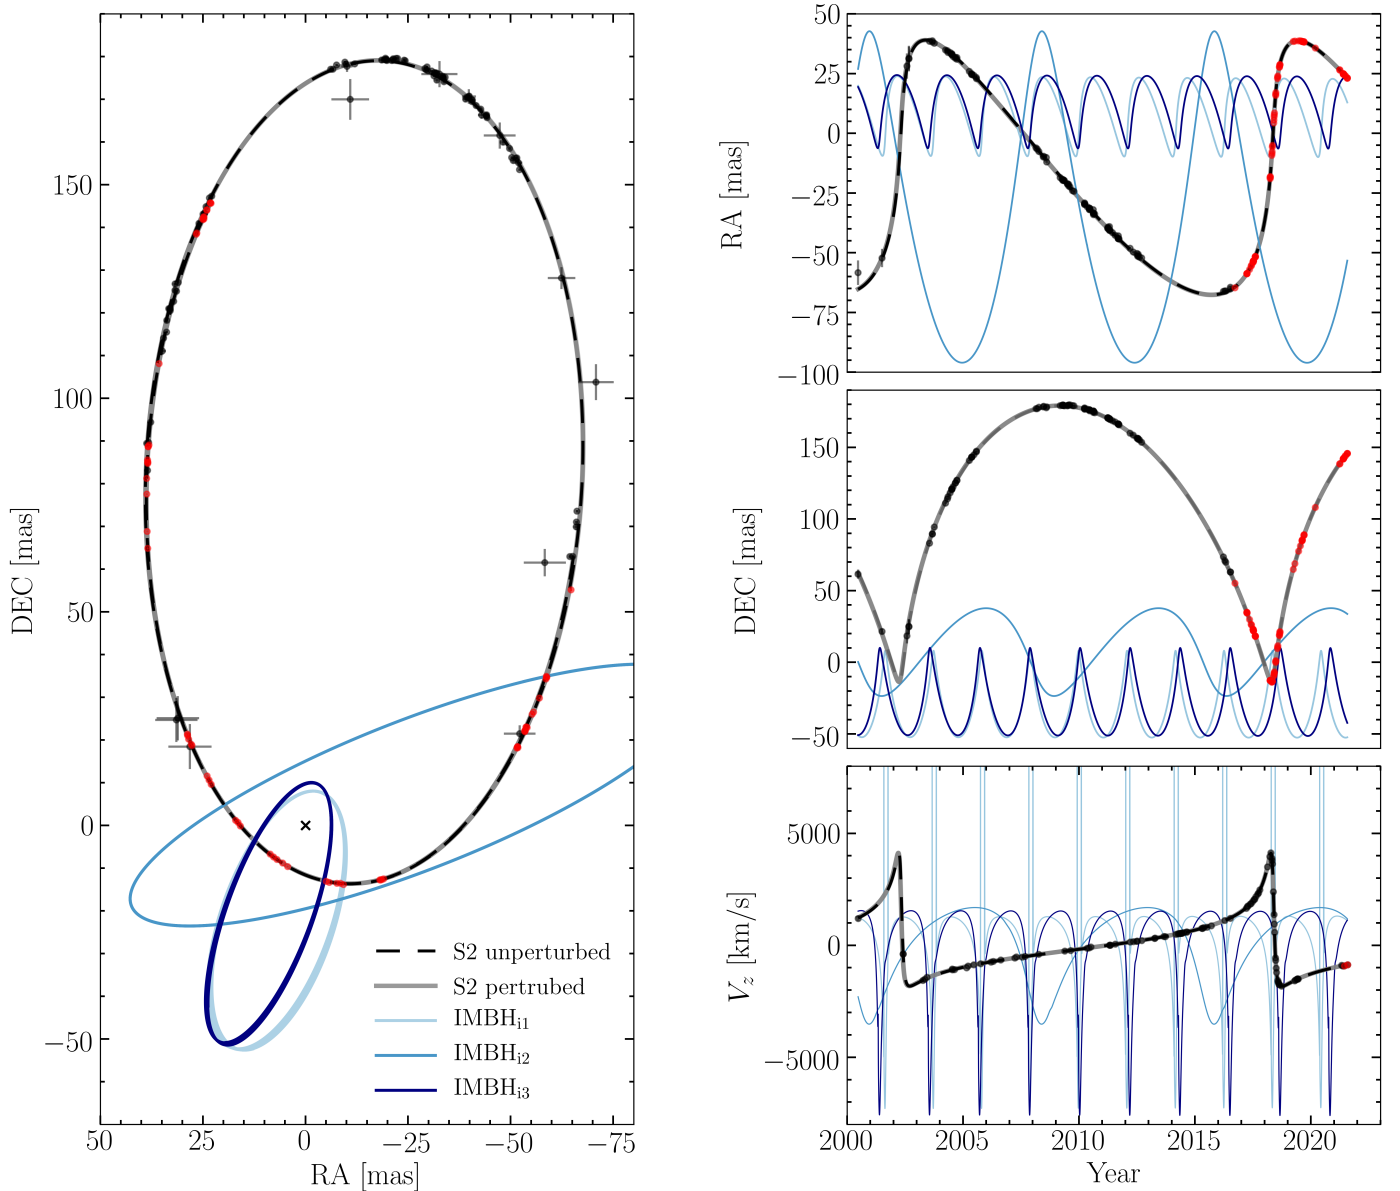 DEC [mas]
150
100
50
0
−50
50
25
0
−25
−50
−75
RA [mas]
S2 unperturbed
S2 pertrubed
IMBHi1
IMBHi2
IMBHi3
RA [mas]
50
25
0
−25
−50
−75
−100
DEC [mas]
150
100
50
0
−50
Vz [km/s]
5000
0
−5000
2000
2005
2010
2015
2020
Year